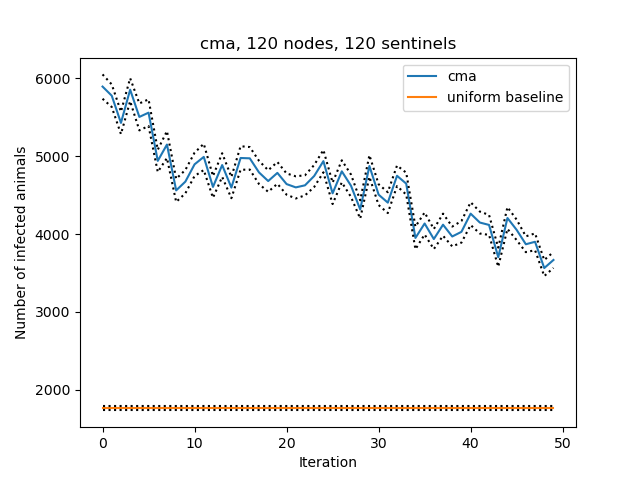 cma, 120 nodes, 120 sentinels
cma
uniform baseline
Number of infected animals
6000
5000
4000
3000
2000
0
10
20
30
40
50
Iteration